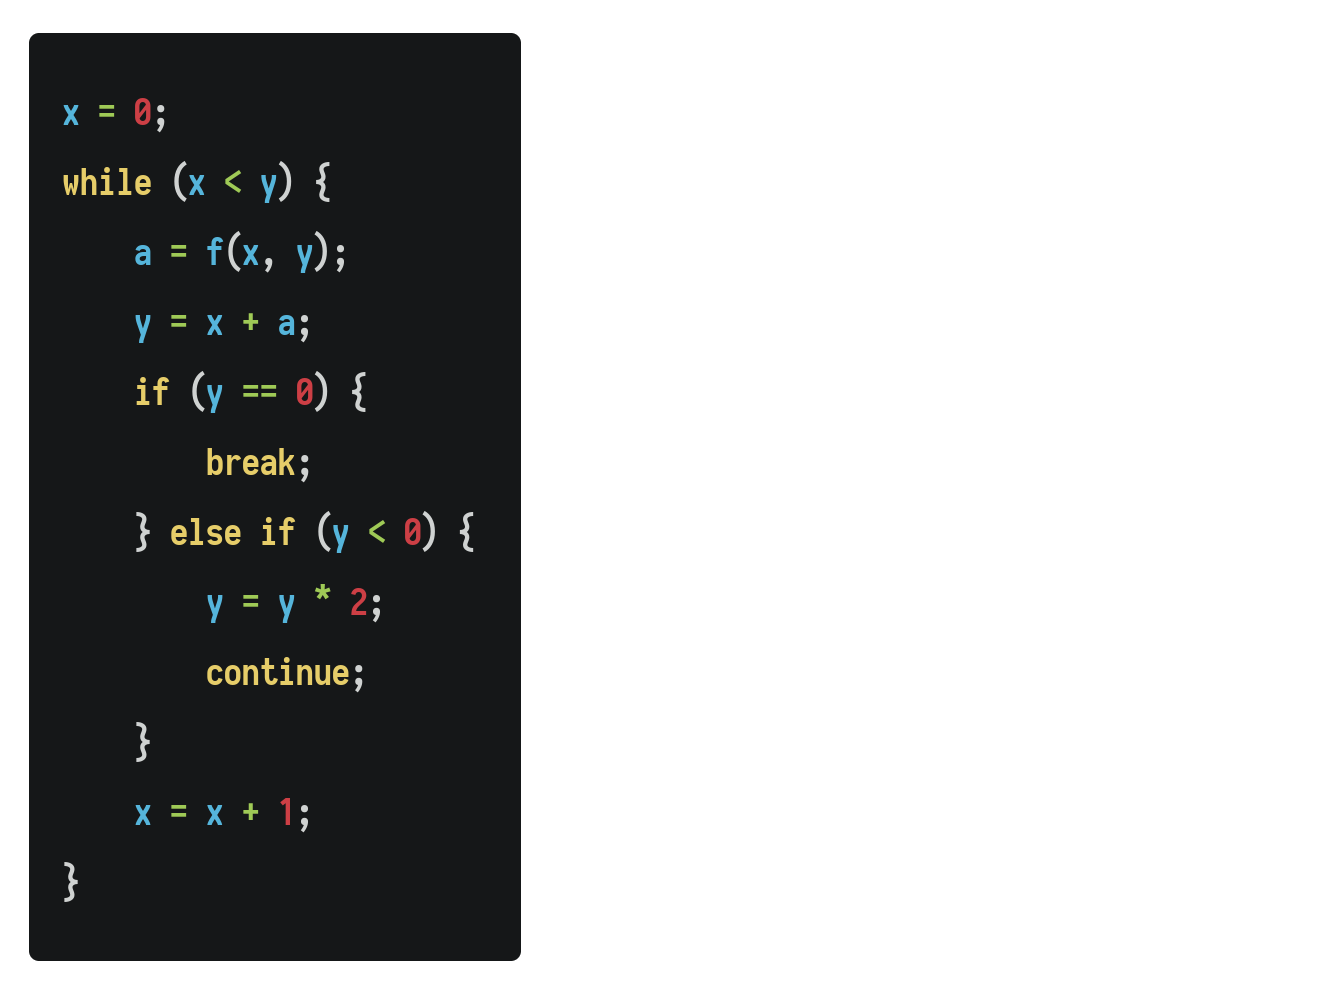 x = 0;
while (x < y) {
    a = f(x, y);
    y = x + a;
    if (y == 0) {
        break;
    } else if (y < 0) {
        y = y * 2;
        continue;
    }
    x = x + 1;
}